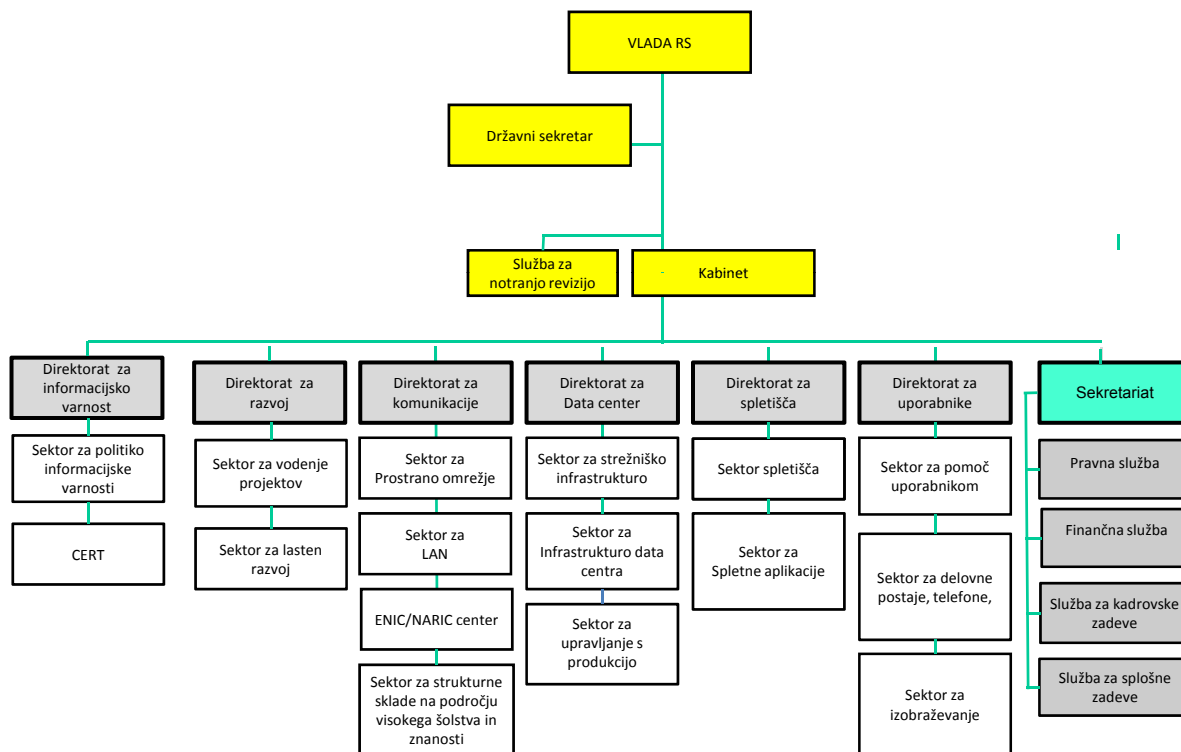 VLADA RS
Državni sekretar
Služba za
notranjo revizijo
Kabinet
Direktorat za
informacijsko
varnost
Direktorat za
razvoj
Direktorat za
komunikacije
Direktorat za
Data center
Direktorat za
spletišča
Direktorat za
uporabnike
Sekretariat
Sektor za politiko
informacijske
varnosti
CERT
Sektor za vodenje
projektov
Sektor za lasten
razvoj
Sektor za
Prostrano omrežje
Sektor za
LAN
ENIC/NARIC center
Sektor za strukturne
sklade na področju
visokega šolstva in
znanosti
Sektor za strežniško
infrastrukturo
Sektor za
Infrastrukturo data
centra
Sektor za
upravljanje s
produkcijo
Sektor spletišča
Sektor za
Spletne aplikacije
Sektor za pomoč
uporabnikom
Sektor za delovne
postaje, telefone,
Sektor za
izobraževanje
Pravna služba
Finančna služba
Služba za kadrovske
zadeve
Služba za splošne
zadeve